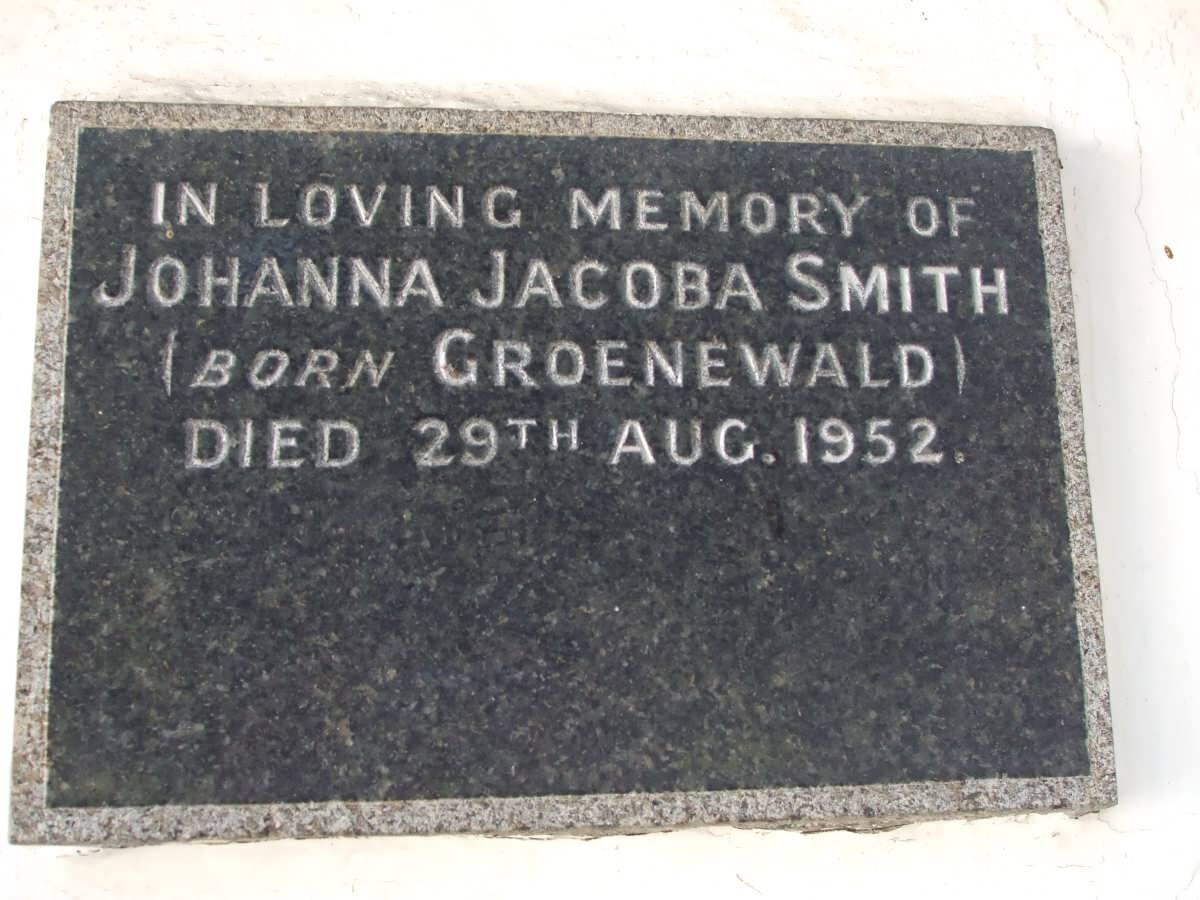 IN LOVING MEMORY OF
JOHANNA JACOBA SMITH
(BORN GROENEWALD)
DIED 29TH AUG. 1952.